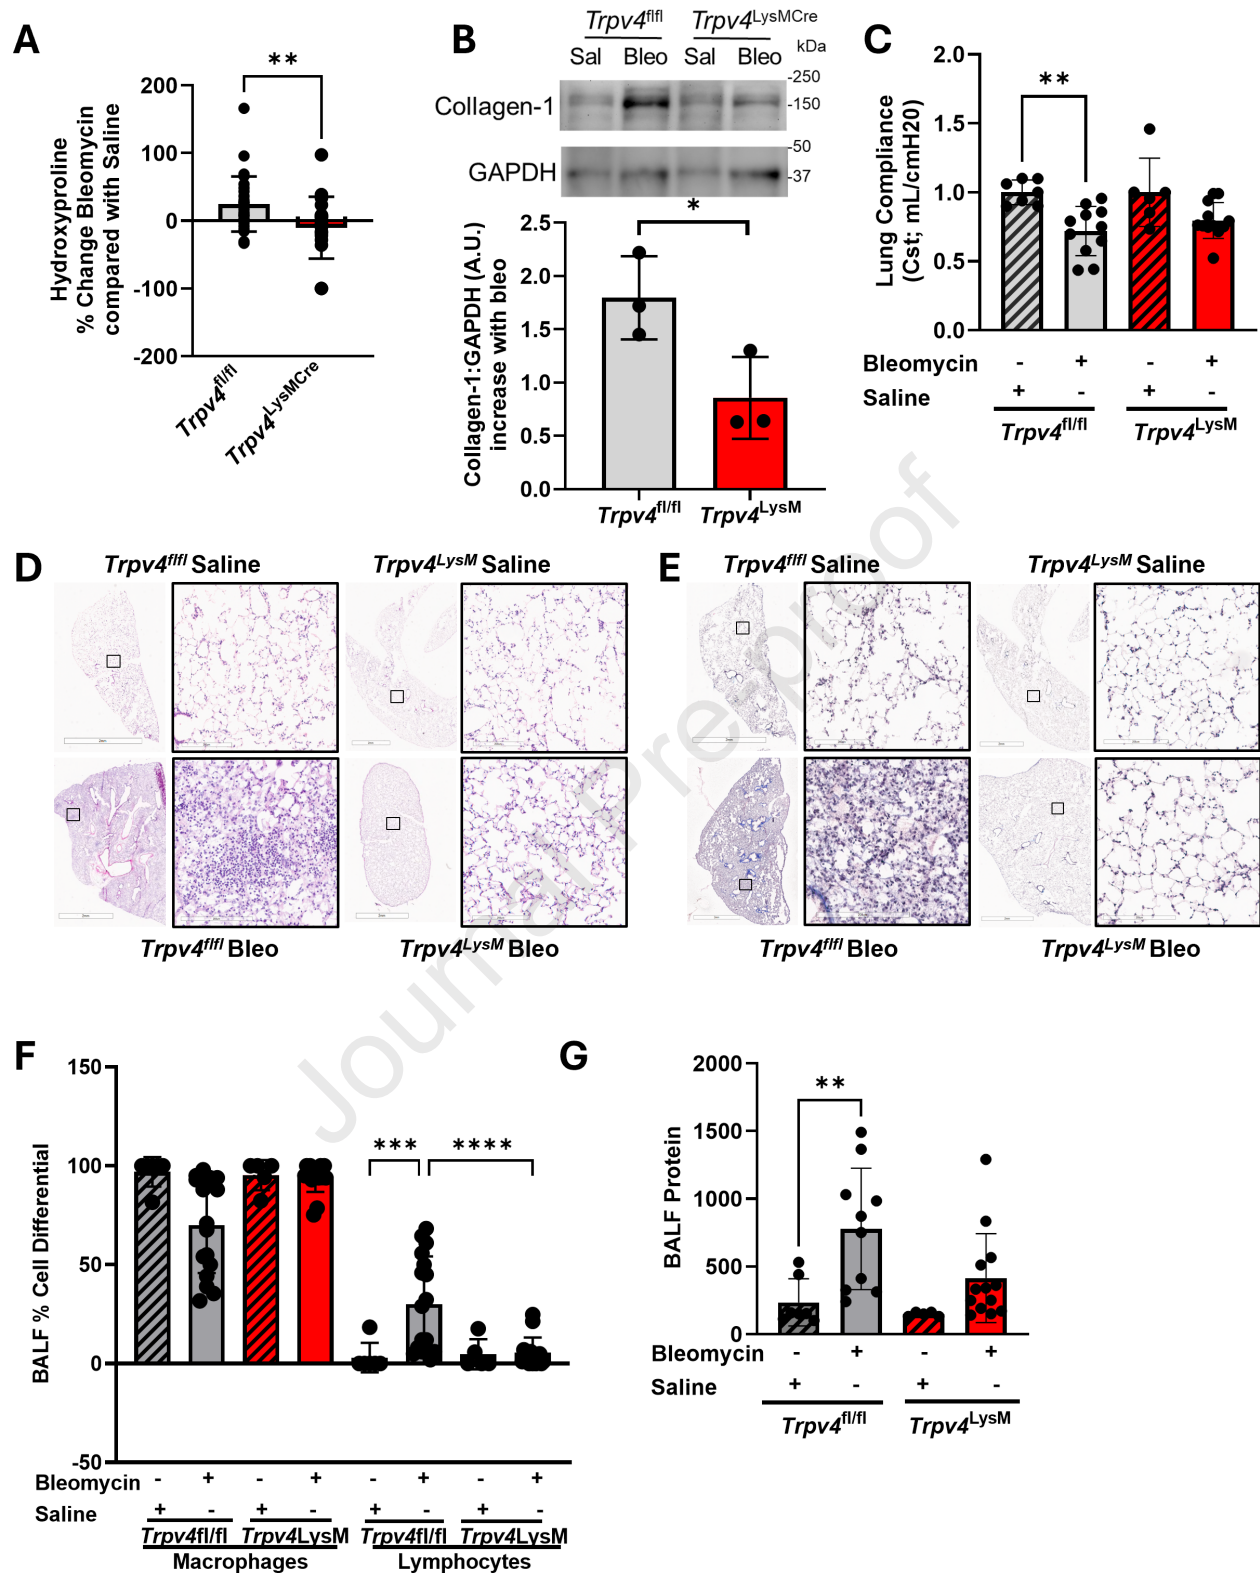 A
**
Hydroxyproline
% Change Bleomycin
compared with Saline
200
100
0
-100
-200
Trpv4fl/fl
Trpv4LysMCre
B
Trpv4flfl
Trpv4LysMCre
Sal
Bleo
Sal
Bleo
kDa
Collagen-1
-250
-150
GAPDH
-50
-37
*
Collagen-1:GAPDH (A.U.)
increase with bleo
2.5
2.0
1.5
1.0
0.5
0.0
Trpv4fl/fl
Trpv4LysM
C
**
Lung Compliance
(Cst; mL/cmH20)
2.0
1.5
1.0
0.5
0.0
Bleomycin - + - +
Saline + - + -
Trpv4fl/fl
Trpv4LysM
D
Trpv4flfl Saline
Trpv4LysM Saline
Trpv4flfl Bleo
Trpv4LysM Bleo
E
Trpv4flfl Saline
Trpv4LysM Saline
Trpv4flfl Bleo
Trpv4LysM Bleo
Journal Pre-proof
F
BALF % Cell Differential
150
100
50
0
-50
***
****
Bleomycin - + - + - + - +
Saline + - + - + - + -
Trpv4fl/fl Trpv4LysM Trpv4fl/fl Trpv4LysM
Macrophages Lymphocytes
G
BALF Protein
2000
1500
1000
500
0
**
Bleomycin - + - +
Saline + - + -
Trpv4fl/fl
Trpv4LysM